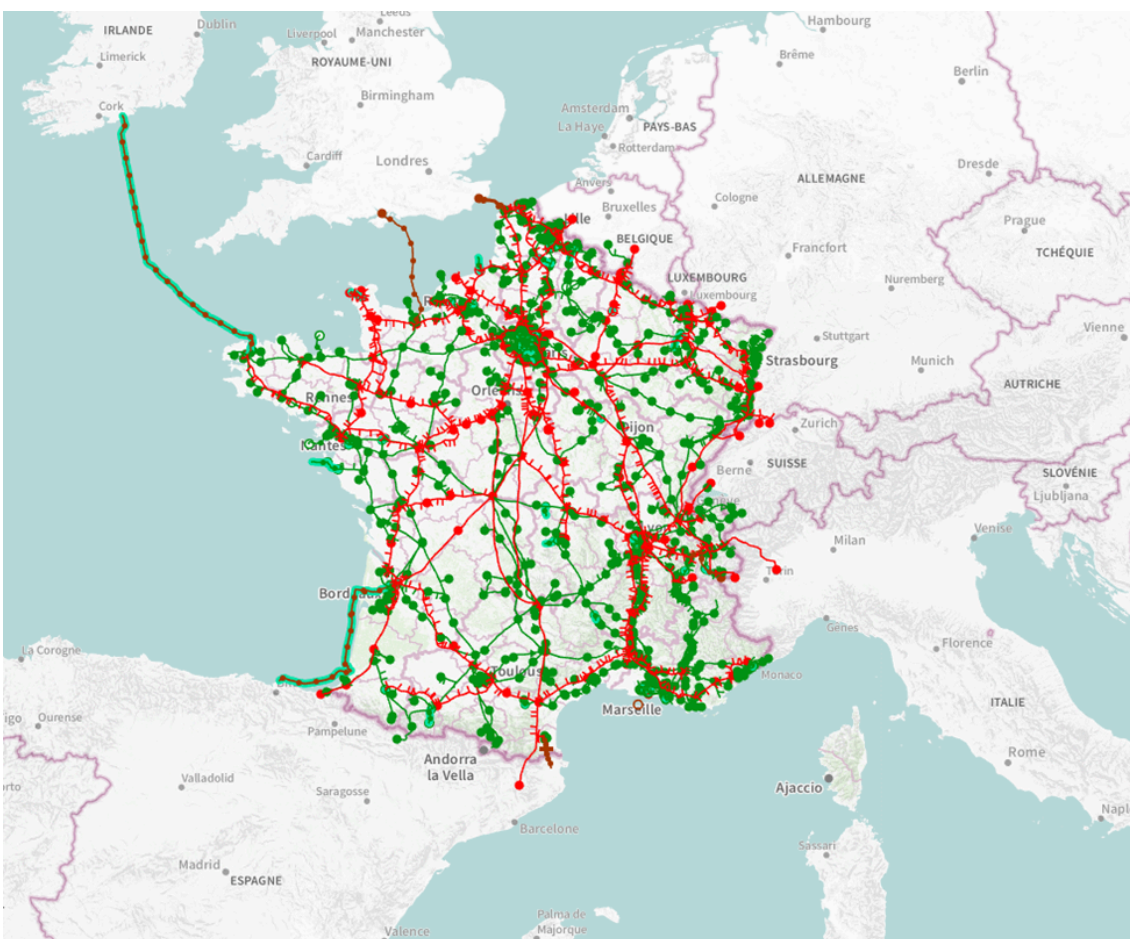 Hambourg
Leeds
Dublin
IRLANDE
Liverpool
Manchester
Limerick
ROYAUME-UNI
Brême
Berlin
Birmingham
Cork
Amsterdam
La Haye
PAYS-BAS
Rotterdam
Cardiff
Londres
Dresde
ALLEMAGNE
Anvers
Cologne
Bruxelles
Prague
BELGIQUE
Francfort
TCHÉQUIE
LUXEMBOURG
Luxembourg
Nuremberg
Vienne
Stuttgart
Strasbourg
Munich
AUTRICHE
Rennes
Dijon
Zurich
Nantes
Berne
SUISSE
SLOVÉNIE
Ljubljana
Venise
Milan
Turin
Gênes
Florence
La Corogne
Monaco
Marseille
ITALIE
Ourense
Pampelune
Rome
Andorra
la Vella
Valladolid
Saragosse
Ajaccio
Barcelone
Sassari
Madrid
ESPAGNE
Palma de
Majorque
Valence